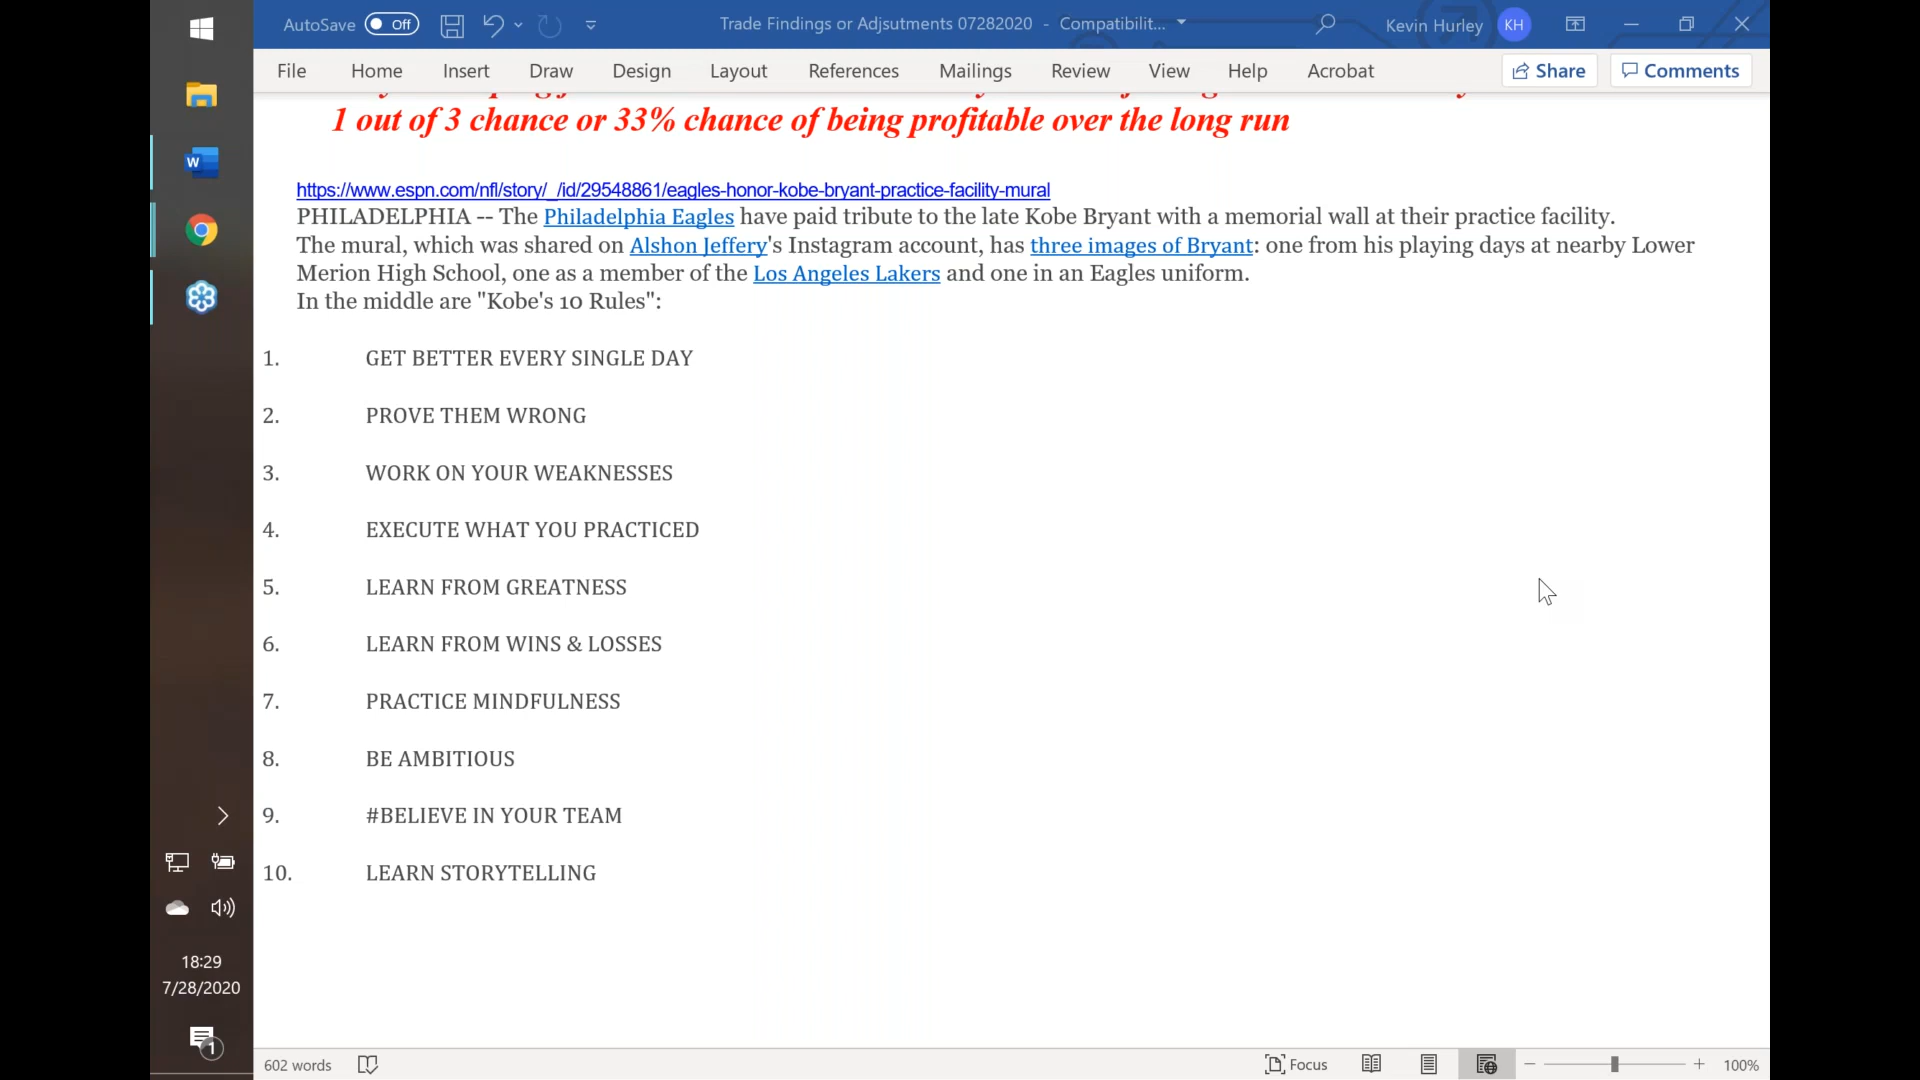 AutoSave Off Trade Findings or Adjsutments 07282020 - Compatibilit... Kevin Hurley KH
File Home Insert Draw Design Layout References Mailings Review View Help Acrobat Share Comments
1 out of 3 chance or 33% chance of being profitable over the long run
https://www.espn.com/nfl/story/_/id/29548861/eagles-honor-kobe-bryant-practice-facility-mural
PHILADELPHIA -- The Philadelphia Eagles have paid tribute to the late Kobe Bryant with a memorial wall at their practice facility.
The mural, which was shared on Alshon Jeffery's Instagram account, has three images of Bryant: one from his playing days at nearby Lower
Merion High School, one as a member of the Los Angeles Lakers and one in an Eagles uniform.
In the middle are "Kobe's 10 Rules":
1. GET BETTER EVERY SINGLE DAY
2. PROVE THEM WRONG
3. WORK ON YOUR WEAKNESSES
4. EXECUTE WHAT YOU PRACTICED
5. LEARN FROM GREATNESS
6. LEARN FROM WINS & LOSSES
7. PRACTICE MINDFULNESS
8. BE AMBITIOUS
9. #BELIEVE IN YOUR TEAM
10. LEARN STORYTELLING
18:29
7/28/2020
1
602 words Focus 100%